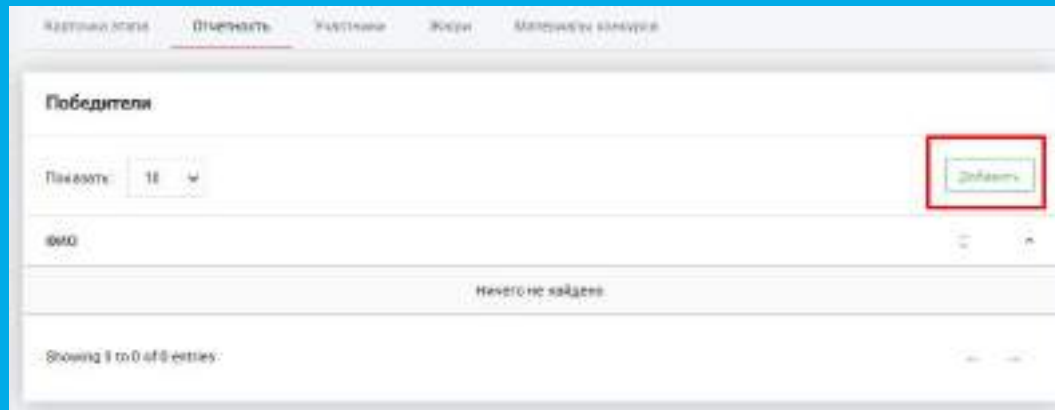 Карточка этапа Отчетность Участники Жюри Материалы конкурса
Победители
Показать 10 Добавить
ФИО
Ничего не найдено
Showing 0 to 0 of 0 entries